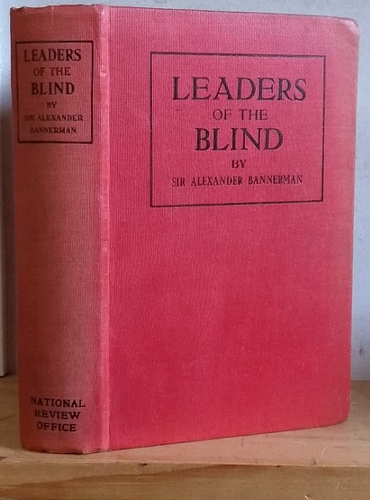 LEADERS
OF THE
BLIND
BY
SIR ALEXANDER
BANNERMAN
NATIONAL
REVIEW
OFFICE
LEADERS
OF THE
BLIND
BY
SIR ALEXANDER BANNERMAN